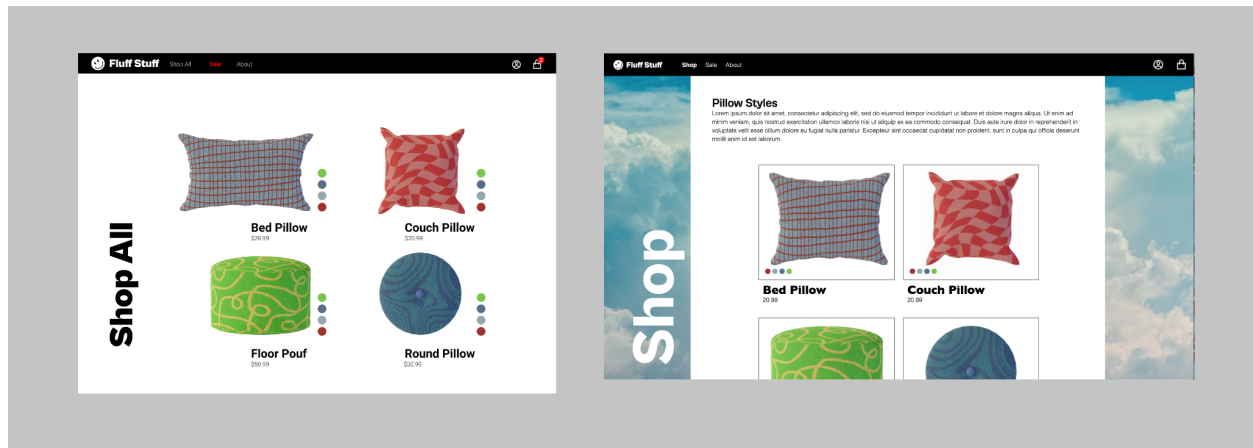 Fluff Stuff Shop All Sale About 2
Shop All
Bed Pillow
$20.99
Couch Pillow
$20.99
Floor Pouf
$60.99
Round Pillow
$30.99
Fluff Stuff Shop Sale About
Shop
Pillow Styles
Lorem ipsum dolor sit amet, consectetur adipiscing elit, sed do eiusmod tempor incididunt ut labore et dolore magna aliqua. Ut enim ad
minim veniam, quis nostrud exercitation ullamco laboris nisi ut aliquip ex ea commodo consequat. Duis aute irure dolor in reprehenderit in
voluptate velit esse cillum dolore eu fugiat nulla pariatur. Excepteur sint occaecat cupidatat non proident, sunt in culpa qui officia deserunt
mollit anim id est laborum.
Bed Pillow
20.99
Couch Pillow
20.99